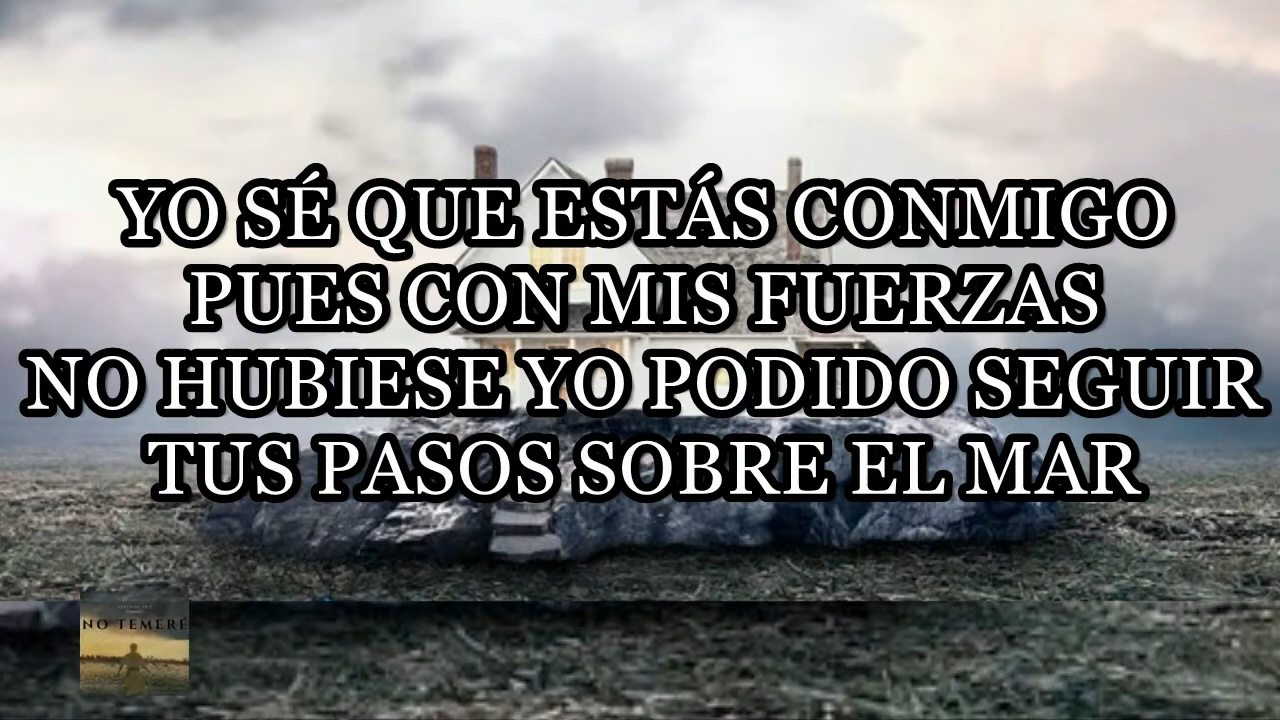 YO SÉ QUE ESTÁS CONMIGO
PUES CON MIS FUERZAS
NO HUBIESE YO PODIDO SEGUIR
TUS PASOS SOBRE EL MAR
NO TEMERÉ